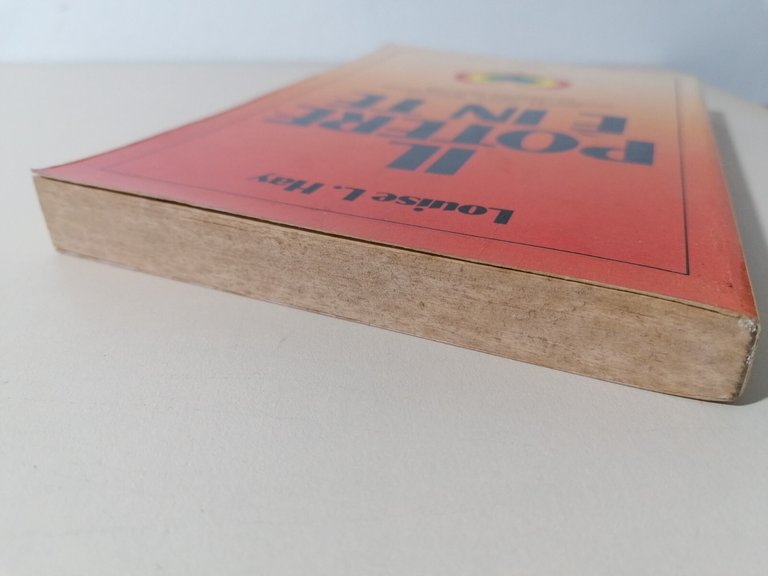 Louise L. Hay
IL
POTERE
E IN TE